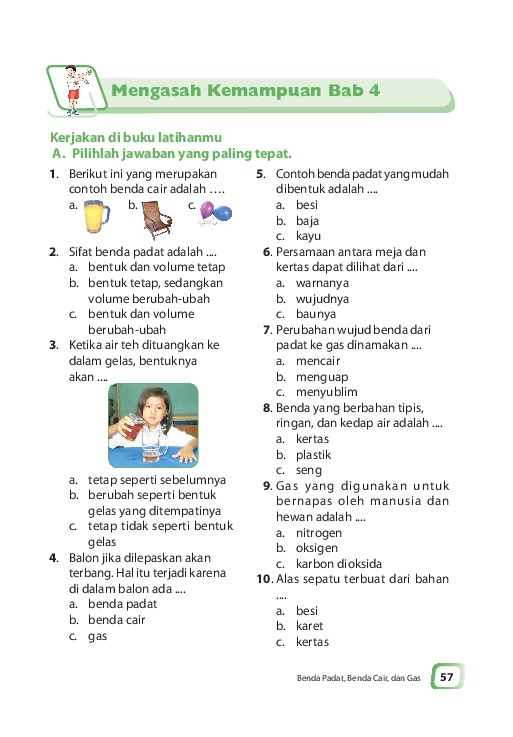 Mengasah Kemampuan Bab 4
Kerjakan di buku latihanmu
A. Pilihlah jawaban yang paling tepat.
1. Berikut ini yang merupakan
contoh benda cair adalah ....
a. b. c.
2. Sifat benda padat adalah ....
a. bentuk dan volume tetap
b. bentuk tetap, sedangkan
volume berubah-ubah
c. bentuk dan volume
berubah-ubah
3. Ketika air teh dituangkan ke
dalam gelas, bentuknya
akan ....
a. tetap seperti sebelumnya
b. berubah seperti bentuk
gelas yang ditempatinya
c. tetap tidak seperti bentuk
gelas
4. Balon jika dilepaskan akan
terbang. Hal itu terjadi karena
di dalam balon ada ....
a. benda padat
b. benda cair
c. gas
5. Contoh benda padat yang mudah
dibentuk adalah ....
a. besi
b. baja
c. kayu
6. Persamaan antara meja dan
kertas dapat dilihat dari ....
a. warnanya
b. wujudnya
c. baunya
7. Perubahan wujud benda dari
padat ke gas dinamakan ....
a. mencair
b. menguap
c. menyublim
8. Benda yang berbahan tipis,
ringan, dan kedap air adalah ....
a. kertas
b. plastik
c. seng
9. Gas yang digunakan untuk
bernapas oleh manusia dan
hewan adalah ....
a. nitrogen
b. oksigen
c. karbon dioksida
10. Alas sepatu terbuat dari bahan
....
a. besi
b. karet
c. kertas
Benda Padat, Benda Cair, dan Gas 57